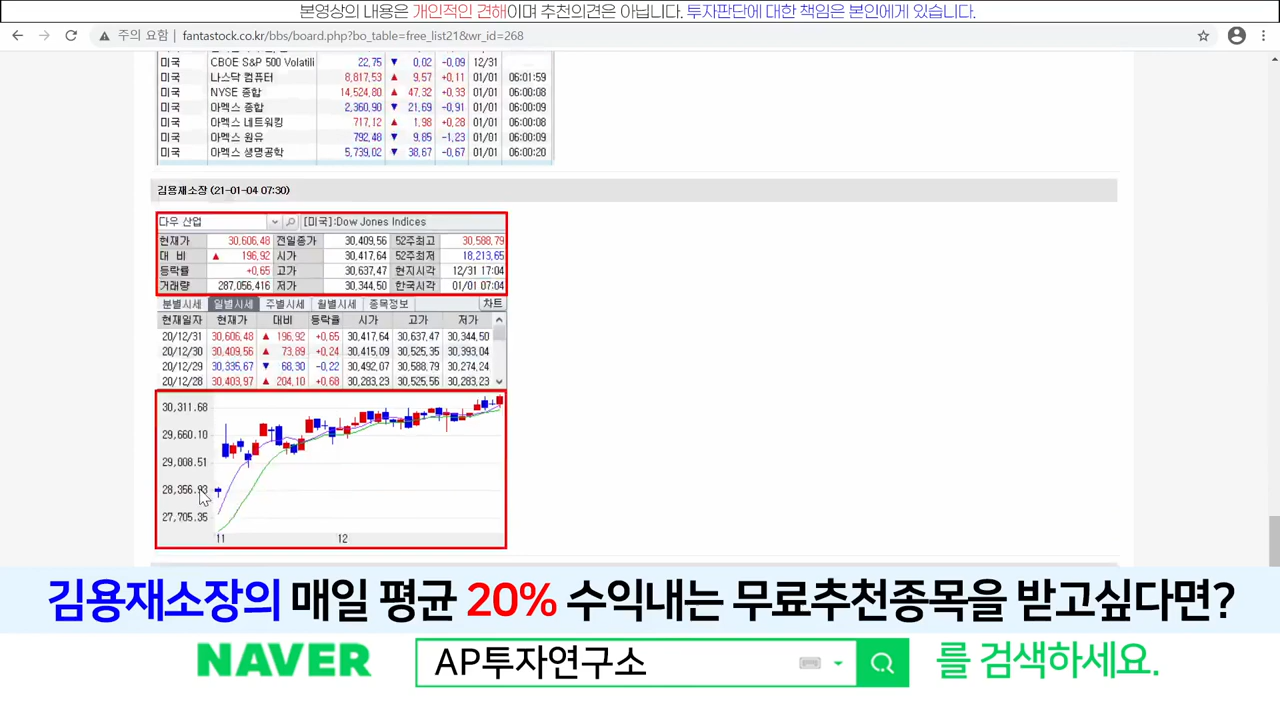 본영상의 내용은 개인적인 견해이며 추천의견은 아닙니다. 투자판단에 대한 책임은 본인에게 있습니다.
주의 요함 | fantastock.co.kr/bbs/board.php?bo_table=free_list21&wr_id=268
미국 CBOE S&P 500 Volatili 22,75 ▼ 0,02 -0,09 12/31
미국 나스닥 컴퓨터 8,817,53 ▲ 9,57 +0,11 01/01 06:01:59
미국 NYSE 종합 14,524,80 ▲ 47,32 +0,33 01/01 06:00:08
미국 아멕스 종합 2,360,90 ▼ 21,69 -0,91 01/01 06:00:09
미국 아멕스 네트워킹 717,12 ▲ 1,98 +0,28 01/01 06:00:08
미국 아멕스 원유 792,48 ▼ 9,85 -1,23 01/01 06:00:09
미국 아멕스 생명공학 5,739,02 ▼ 38,67 -0,67 01/01 06:00:20
김용재소장 (21-01-04 07:30)
다우 산업 [미국]:Dow Jones Indices
현재가 30,606,48 전일종가 30,409,56 52주최고 30,588,79
대 비 ▲ 196,92 시가 30,417,64 52주최저 18,213,65
등락률 +0,65 고가 30,637,47 현지시각 12/31 17:04
거래량 287,056,416 저가 30,344,50 한국시각 01/01 07:04
분별시세 일별시세 주별시세 월별시세 종목정보 차트
현재일자 현재가 대비 등락률 시가 고가 저가
20/12/31 30,606,48 ▲ 196,92 +0,65 30,417,64 30,637,47 30,344,50
20/12/30 30,409,56 ▲ 73,89 +0,24 30,415,09 30,525,35 30,393,04
20/12/29 30,335,67 ▼ 68,30 -0,22 30,492,07 30,588,79 30,274,24
20/12/28 30,403,97 ▲ 204,10 +0,68 30,283,23 30,525,56 30,283,23
30,311.68
29,660.10
29,008.51
28,356.93
27,705.35
11 12
김용재소장의 매일 평균 20% 수익내는 무료추천종목을 받고싶다면?
NAVER AP투자연구소 를 검색하세요.